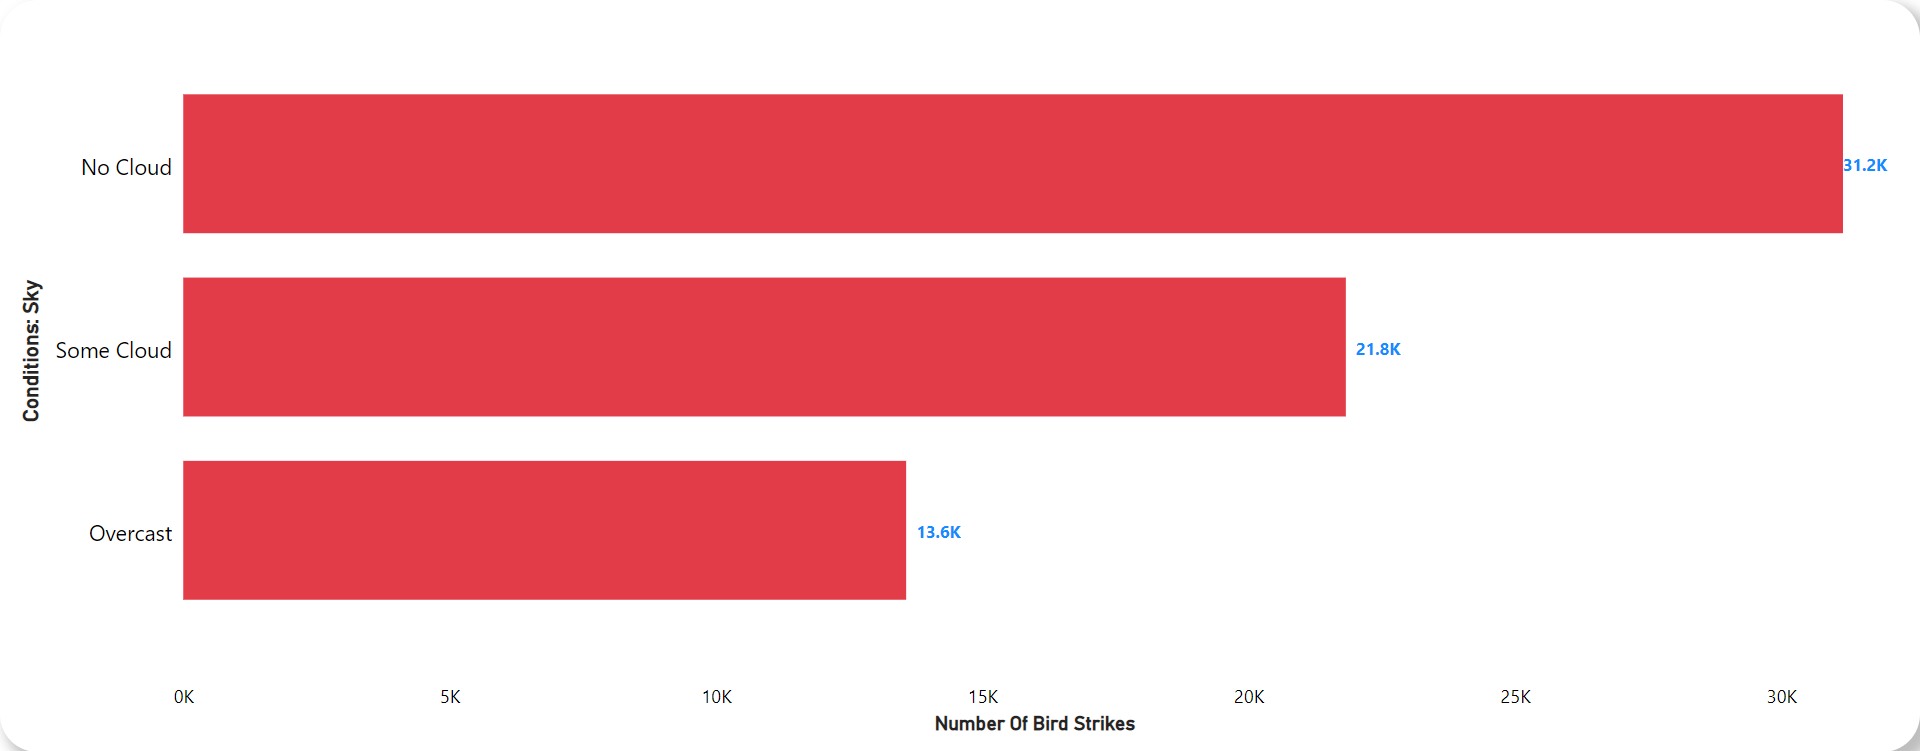 No Cloud
31.2K
Some Cloud
21.8K
Overcast
13.6K
Conditions: Sky
0K 5K 10K 15K 20K 25K 30K
Number Of Bird Strikes